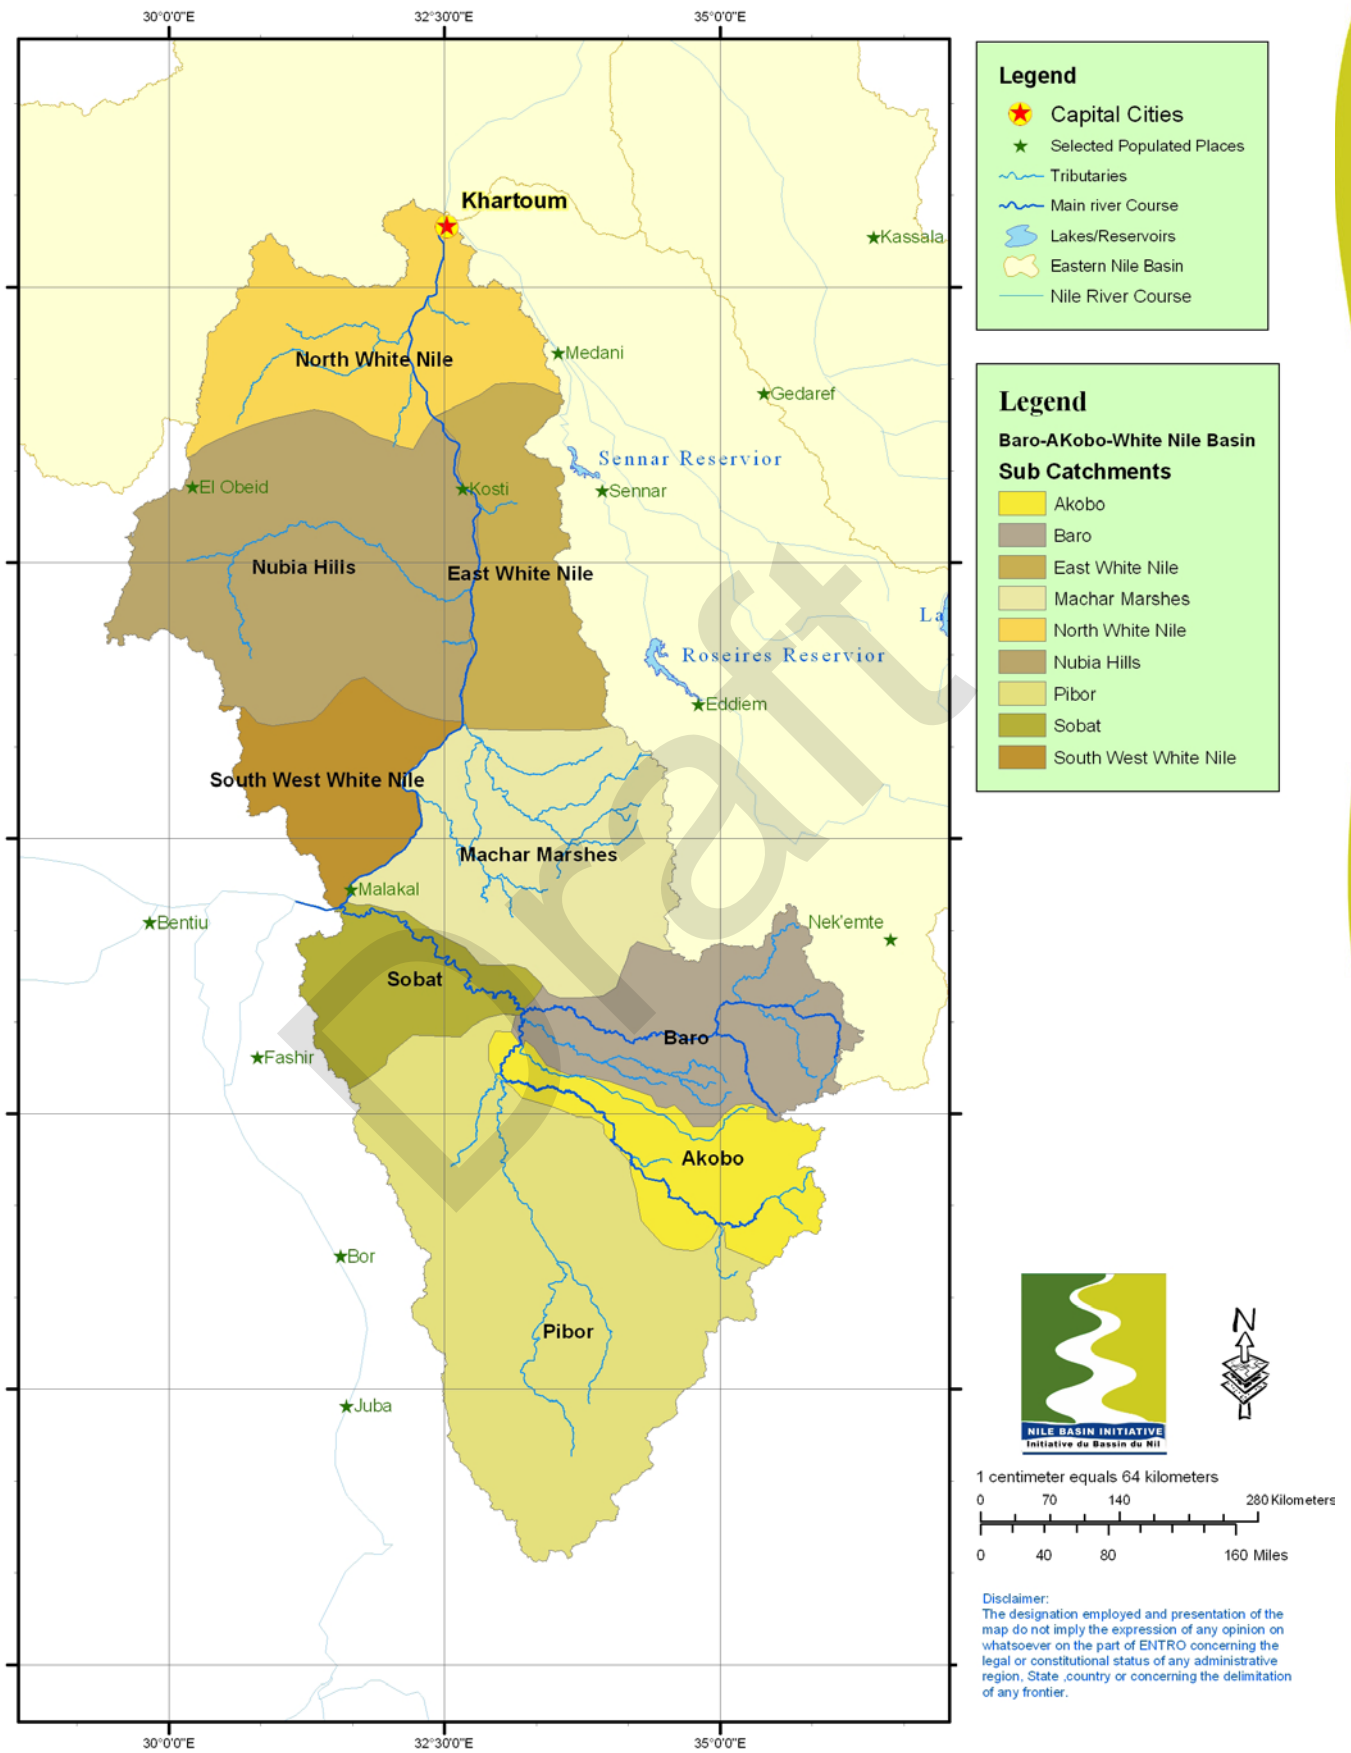 30°0'0"E
32°30'0"E
35°0'0"E
Khartoum
Kassala
North White Nile
Medani
Gedaref
Sennar Reservior
El Obeid
Kosti
Sennar
Nubia Hills
East White Nile
La
Roseires Reservior
Eddiem
South West White Nile
Machar Marshes
Malakal
Bentiu
Nek'emte
Sobat
Baro
Fashir
Akobo
Bor
Pibor
Juba
Draft
30°0'0"E
32°30'0"E
35°0'0"E
Legend
Capital Cities
Selected Populated Places
Tributaries
Main river Course
Lakes/Reservoirs
Eastern Nile Basin
Nile River Course
Legend
Baro-AKobo-White Nile Basin
Sub Catchments
Akobo
Baro
East White Nile
Machar Marshes
North White Nile
Nubia Hills
Pibor
Sobat
South West White Nile
N
NILE BASIN INITIATIVE
Initiative du Bassin du Nil
1 centimeter equals 64 kilometers
0 70 140 280 Kilometers
0 40 80 160 Miles
Disclaimer:
The designation employed and presentation of the
map do not imply the expression of any opinion on
whatsoever on the part of ENTRO concerning the
legal or constitutional status of any administrative
region, State ,country or concerning the delimitation
of any frontier.